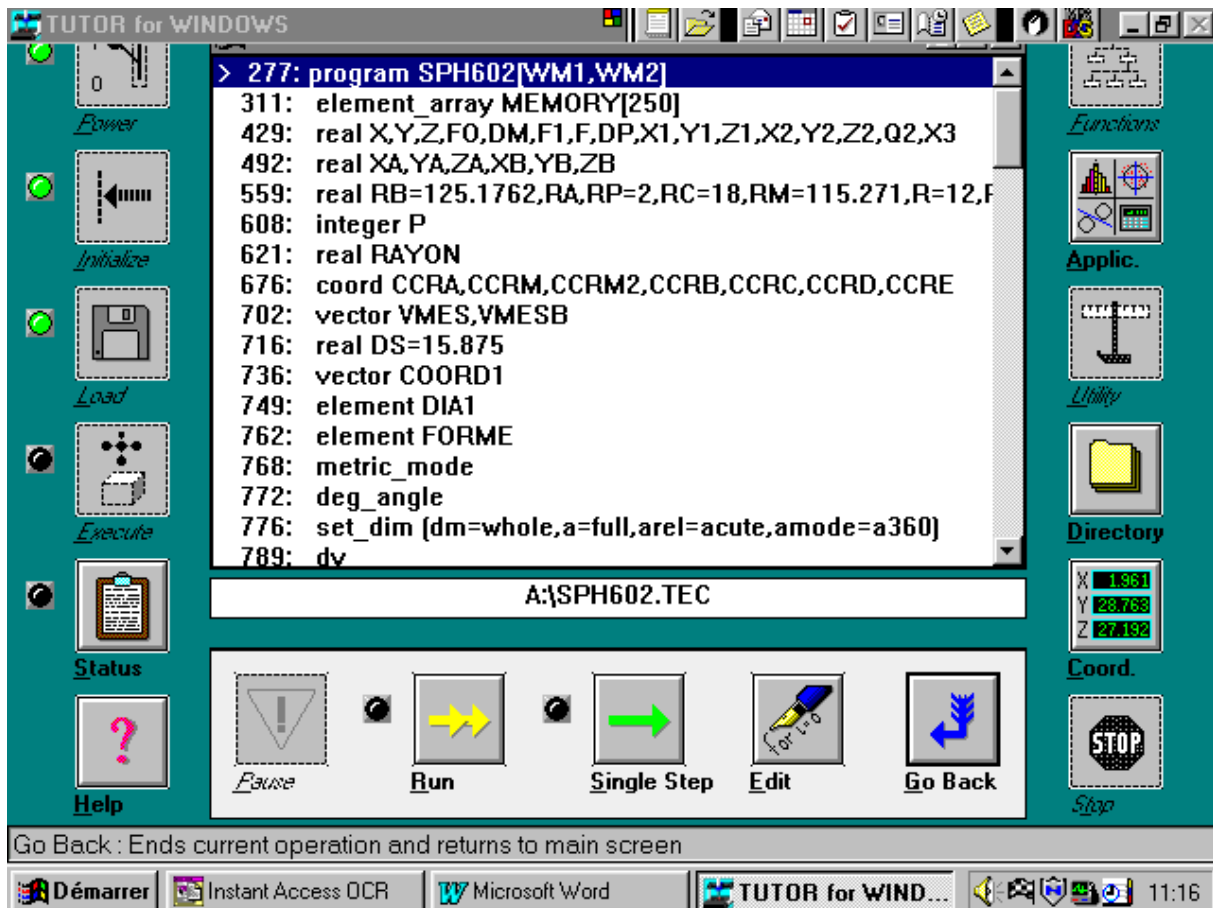 TUTOR for WINDOWS
0
Power
Initialize
Load
Execute
Status
Help
> 277: program SPH602[WM1,WM2]
311: element_array MEMORY[250]
429: real X,Y,Z,FO,DM,F1,F,DP,X1,Y1,Z1,X2,Y2,Z2,Q2,X3
492: real XA,YA,ZA,XB,YB,ZB
559: real RB=125.1762,RA,RP=2,RC=18,RM=115.271,R=12,F
608: integer P
621: real RAYON
676: coord CCRA,CCRM,CCRM2,CCRB,CCRC,CCRD,CCRE
702: vector VMES,VMESB
716: real DS=15.875
736: vector COORD1
749: element DIA1
762: element FORME
768: metric_mode
772: deg_angle
776: set_dim (dm=whole,a=full,arel=acute,amode=a360)
789: dv
A:\SPH602.TEC
Pause
Run
Single Step
for L=0
Edit
Go Back
Functions
Applic.
Utility
Directory
X 1.961
Y 28.763
Z 27.192
Coord.
STOP
Stop
Go Back : Ends current operation and returns to main screen
Démarrer
Instant Access OCR
Microsoft Word
TUTOR for WIND...
11:16